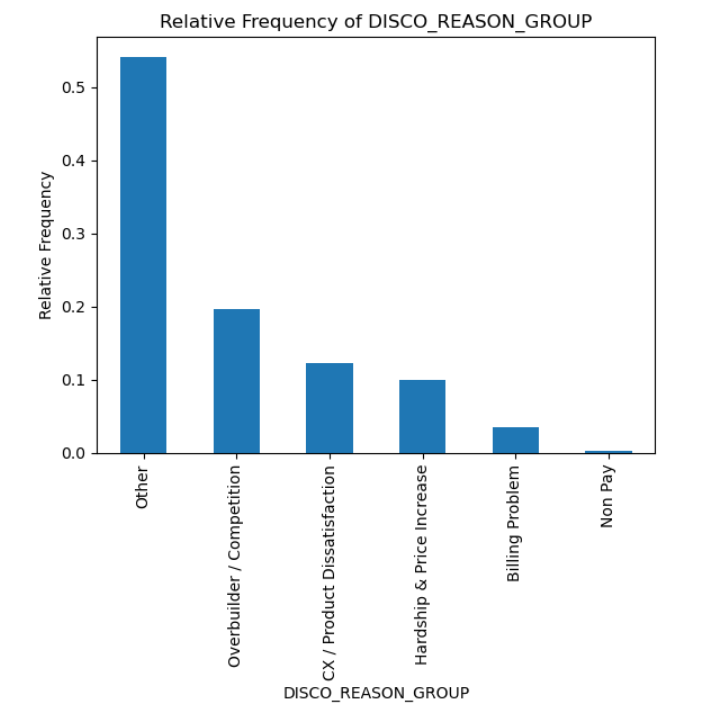 Relative Frequency of DISCO_REASON_GROUP
Relative Frequency
0.5
0.4
0.3
0.2
0.1
0.0
Other
Overbuilder / Competition
CX / Product Dissatisfaction
Hardship & Price Increase
Billing Problem
Non Pay
DISCO_REASON_GROUP